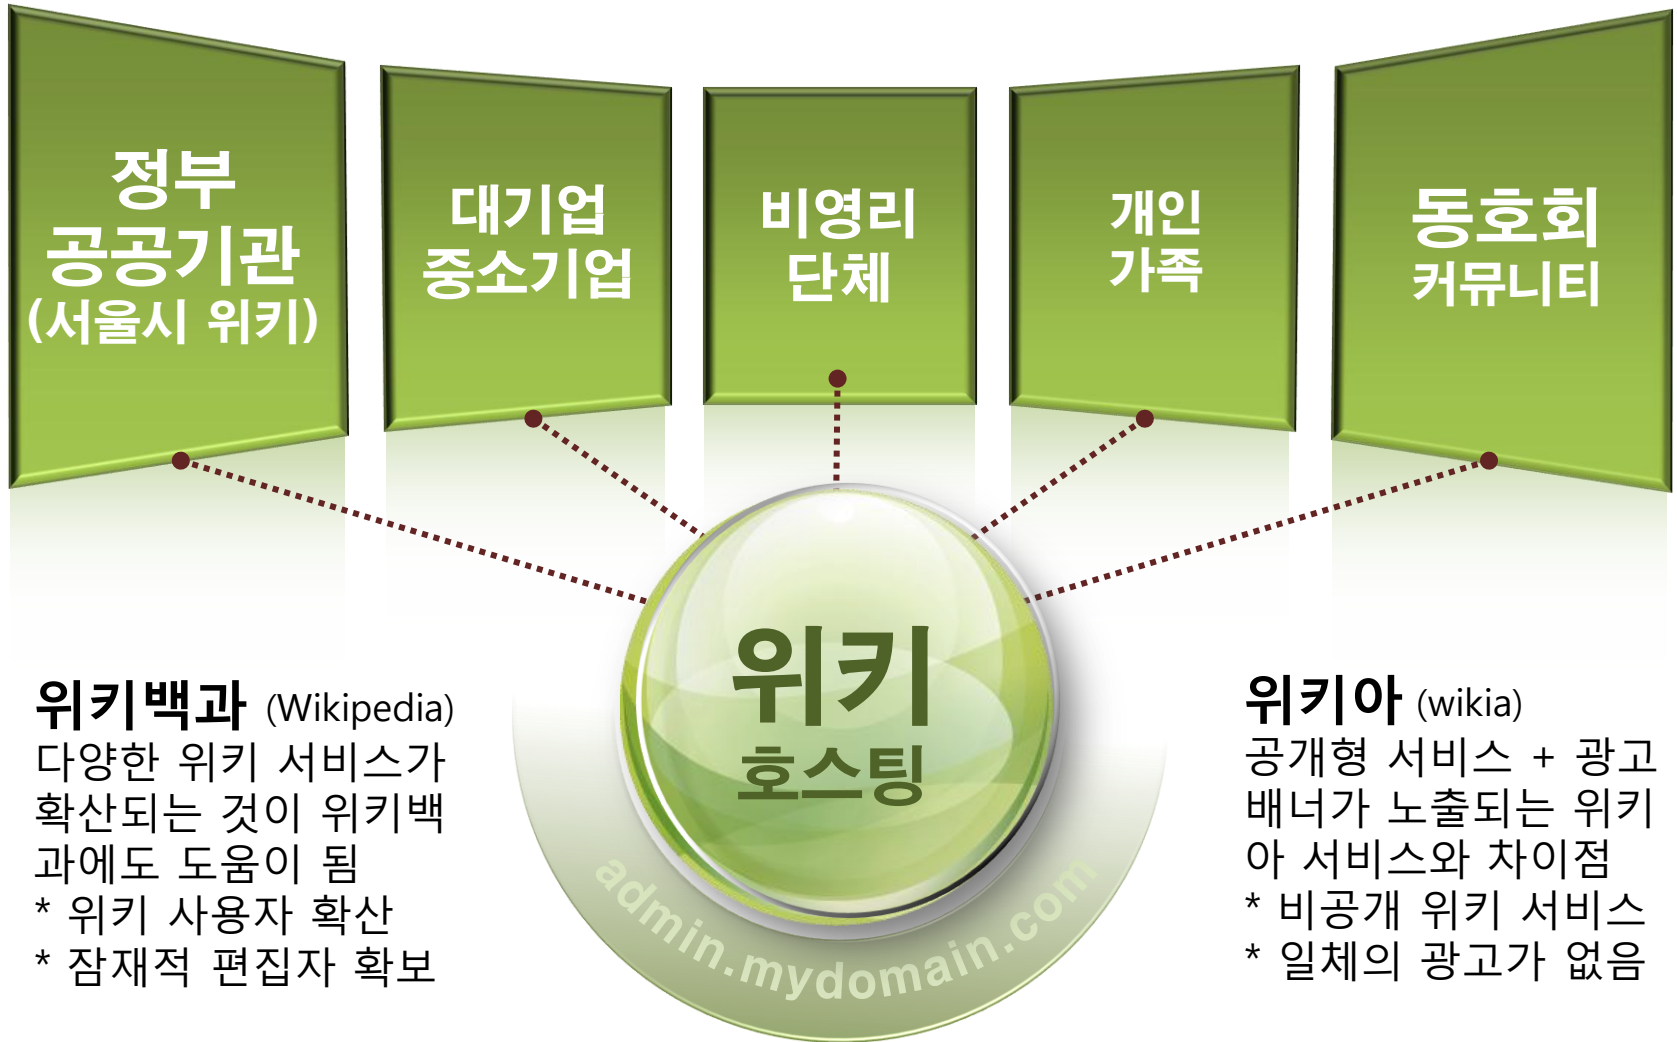 정부
공공기관
(서울시 위키)
대기업
중소기업
비영리
단체
개인
가족
동호회
커뮤니티
위키
호스팅
admin.mydomain.com
위키백과 (Wikipedia)
다양한 위키 서비스가
확산되는 것이 위키백
과에도 도움이 됨
* 위키 사용자 확산
* 잠재적 편집자 확보
위키아 (wikia)
공개형 서비스 + 광고
배너가 노출되는 위키
아 서비스와 차이점
* 비공개 위키 서비스
* 일체의 광고가 없음